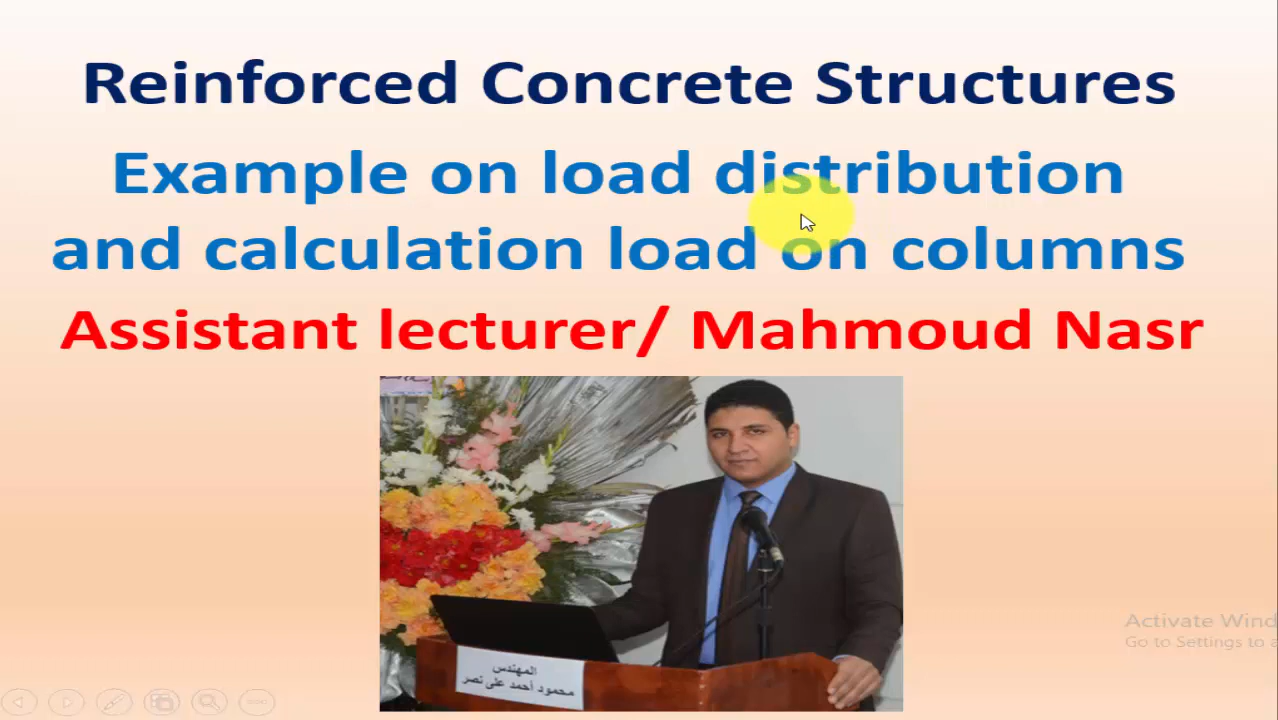 Reinforced Concrete Structures
Example on load distribution
and calculation load on columns
Assistant lecturer/ Mahmoud Nasr
المهندس
محمود أحمد على نصر
Activate Wind
Go to Settings to a